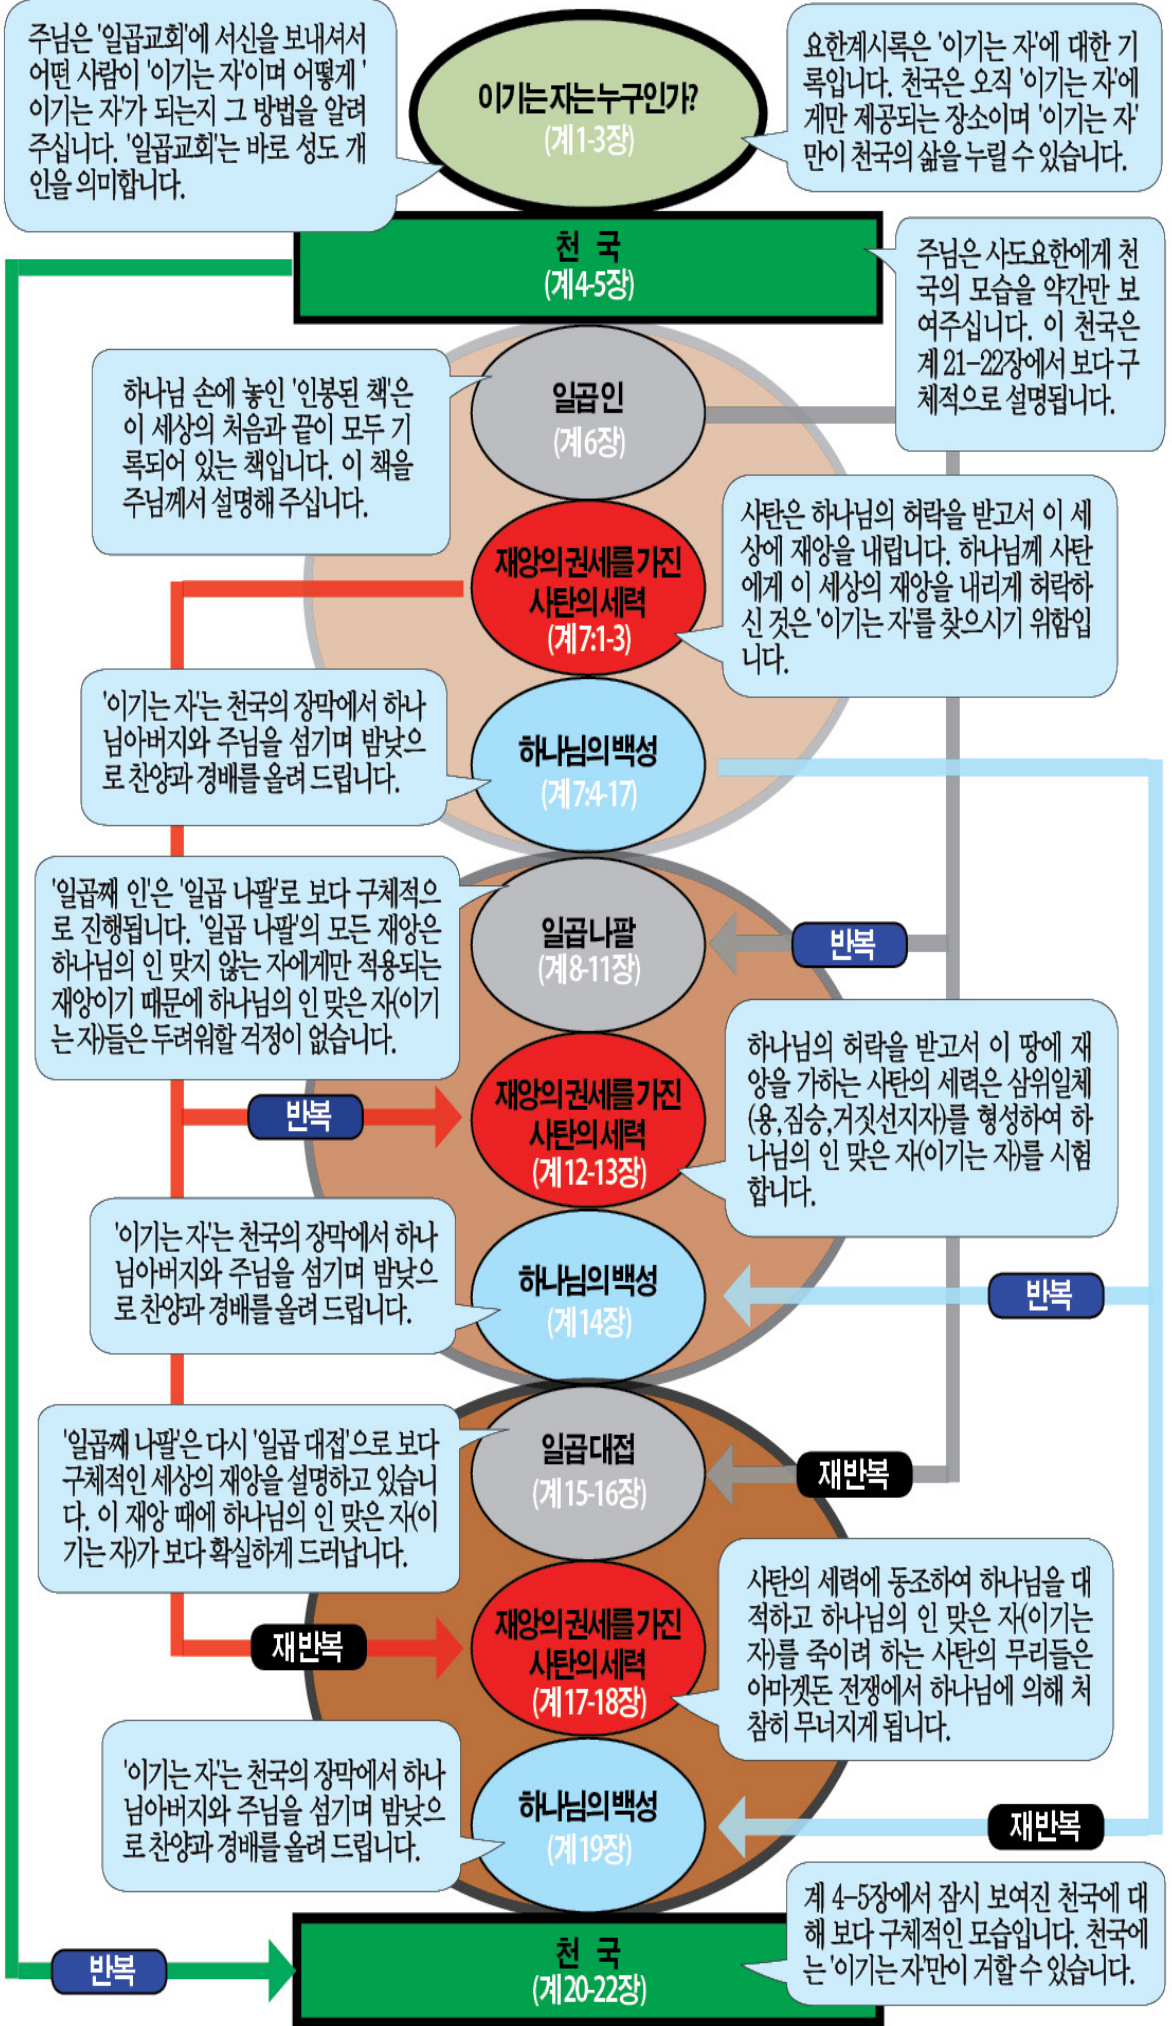 주님은 '일곱교회'에 서신을 보내셔서
어떤 사람이 '이기는 자'이며 어떻게 '
이기는 자'가 되는지 그 방법을 알려
주십니다. '일곱교회'는 바로 성도 개
인을 의미합니다.
이기는 자는 누구인가?
(계1-3장)
요한계시록은 '이기는 자'에 대한 기
록입니다. 천국은 오직 '이기는 자'에
게만 제공되는 장소이며 '이기는 자'
만이 천국의 삶을 누릴 수 있습니다.
천 국
(계4-5장)
주님은 사도요한에게 천
국의 모습을 약간만 보
여주십니다. 이 천국은
계 21-22장에서 보다 구
체적으로 설명됩니다.
하나님 손에 놓인 '인봉된 책'은
이 세상의 처음과 끝이 모두 기
록되어 있는 책입니다. 이 책을
주님께서 설명해 주십니다.
일곱 인
(계6장)
사탄은 하나님의 허락을 받고서 이 세
상에 재앙을 내립니다. 하나님께 사탄
에게 이 세상의 재앙을 내리게 허락하
신 것은 '이기는 자'를 찾으시기 위함입
니다.
재앙의 권세를 가진
사탄의 세력
(계7:1-3)
'이기는 자'는 천국의 장막에서 하나
님아버지와 주님을 섬기며 밤낮으
로 찬양과 경배를 올려 드립니다.
하나님의 백성
(계7:4-17)
'일곱째 인'은 '일곱 나팔'로 보다 구체적으
로 진행됩니다. '일곱 나팔'의 모든 재앙은
하나님의 인 맞지 않는 자에게만 적용되는
재앙이기 때문에 하나님의 인 맞은 자(이기
는 자)들은 두려워할 걱정이 없습니다.
일곱 나팔
(계8-11장)
반복
하나님의 허락을 받고서 이 땅에 재
앙을 가하는 사탄의 세력은 삼위일체
(용,짐승,거짓선지자)를 형성하여 하
나님의 인 맞은 자(이기는 자)를 시험
합니다.
반복
재앙의 권세를 가진
사탄의 세력
(계12-13장)
'이기는 자'는 천국의 장막에서 하나
님아버지와 주님을 섬기며 밤낮으
로 찬양과 경배를 올려 드립니다.
하나님의 백성
(계14장)
반복
'일곱째 나팔'은 다시 '일곱 대접'으로 보다
구체적인 세상의 재앙을 설명하고 있습니
다. 이 재앙 때에 하나님의 인 맞은 자(이
기는 자)가 보다 확실하게 드러납니다.
일곱 대접
(계15-16장)
재반복
사탄의 세력에 동조하여 하나님을 대
적하고 하나님의 인 맞은 자(이기는
자)를 죽이려 하는 사탄의 무리들은
아마겟돈 전쟁에서 하나님에 의해 처
참히 무너지게 됩니다.
재반복
재앙의 권세를 가진
사탄의 세력
(계17-18장)
'이기는 자'는 천국의 장막에서 하나
님아버지와 주님을 섬기며 밤낮으
로 찬양과 경배를 올려 드립니다.
하나님의 백성
(계19장)
재반복
계 4-5장에서 잠시 보여진 천국에 대
해 보다 구체적인 모습입니다. 천국에
는 '이기는 자'만이 거할 수 있습니다.
반복
천 국
(계20-22장)